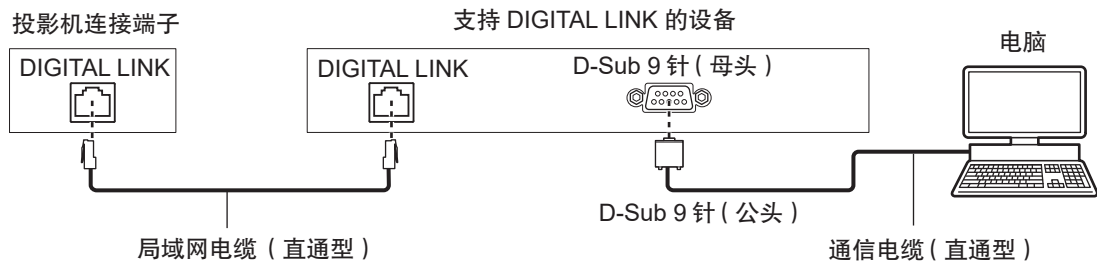 投影机连接端子
支持 DIGITAL LINK 的设备
电脑
DIGITAL LINK
DIGITAL LINK
D-Sub 9 针 ( 母头 )
D-Sub 9 针 ( 公头 )
局域网电缆 ( 直通型 )
通信电缆 ( 直通型 )